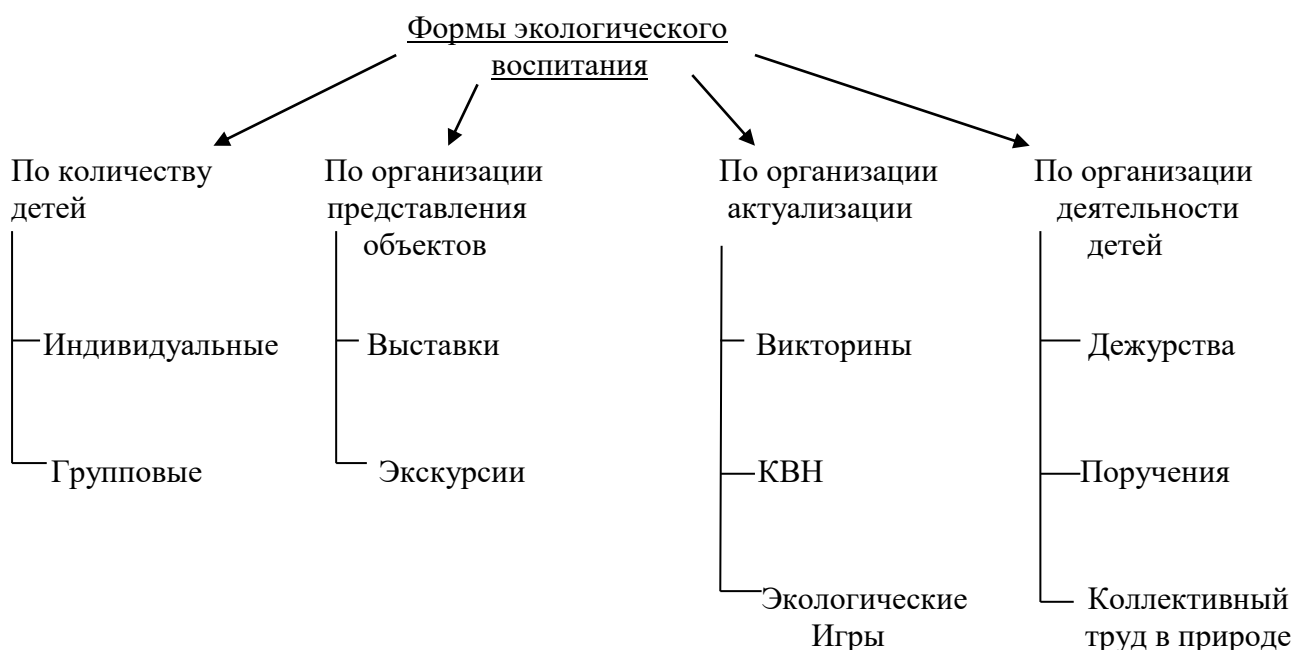 Формы экологического
воспитания
По количеству
детей
По организации
представления
объектов
По организации
актуализации
По организации
деятельности
детей
Индивидуальные
Выставки
Викторины
Дежурства
Групповые
Экскурсии
КВН
Поручения
Экологические
Игры
Коллективный
труд в природе